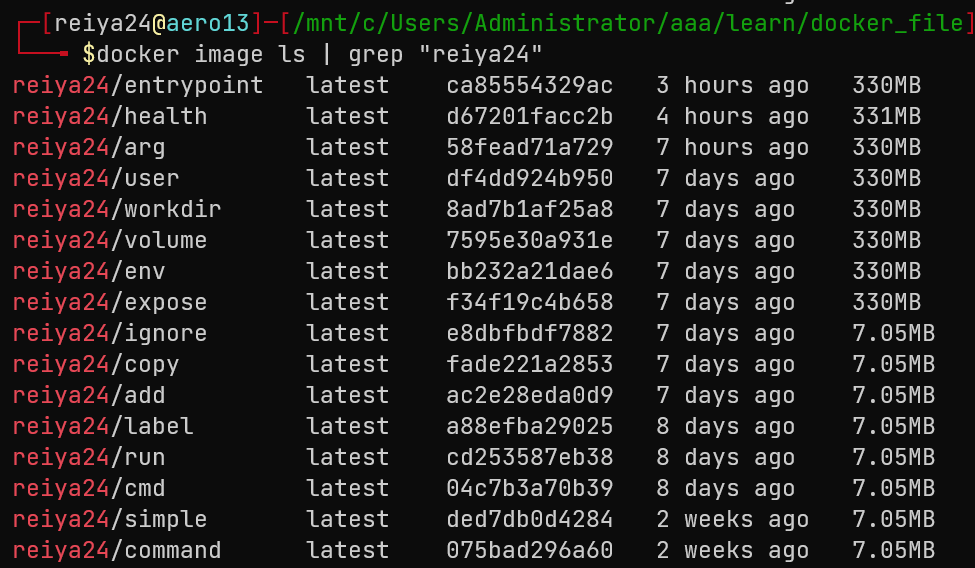 ┌─[reiya24@aero13]─[/mnt/c/Users/Administrator/aaa/learn/docker_file]
└──╼ $docker image ls | grep "reiya24"
reiya24/entrypoint   latest    ca85554329ac   3 hours ago   330MB
reiya24/health       latest    d67201facc2b   4 hours ago   331MB
reiya24/arg          latest    58fead71a729   7 hours ago   330MB
reiya24/user         latest    df4dd924b950   7 days ago    330MB
reiya24/workdir      latest    8ad7b1af25a8   7 days ago    330MB
reiya24/volume       latest    7595e30a931e   7 days ago    330MB
reiya24/env          latest    bb232a21dae6   7 days ago    330MB
reiya24/expose       latest    f34f19c4b658   7 days ago    330MB
reiya24/ignore       latest    e8dbfbdf7882   7 days ago    7.05MB
reiya24/copy         latest    fade221a2853   7 days ago    7.05MB
reiya24/add          latest    ac2e28eda0d9   7 days ago    7.05MB
reiya24/label        latest    a88efba29025   8 days ago    7.05MB
reiya24/run          latest    cd253587eb38   8 days ago    7.05MB
reiya24/cmd          latest    04c7b3a70b39   8 days ago    7.05MB
reiya24/simple       latest    ded7db0d4284   2 weeks ago   7.05MB
reiya24/command      latest    075bad296a60   2 weeks ago   7.05MB